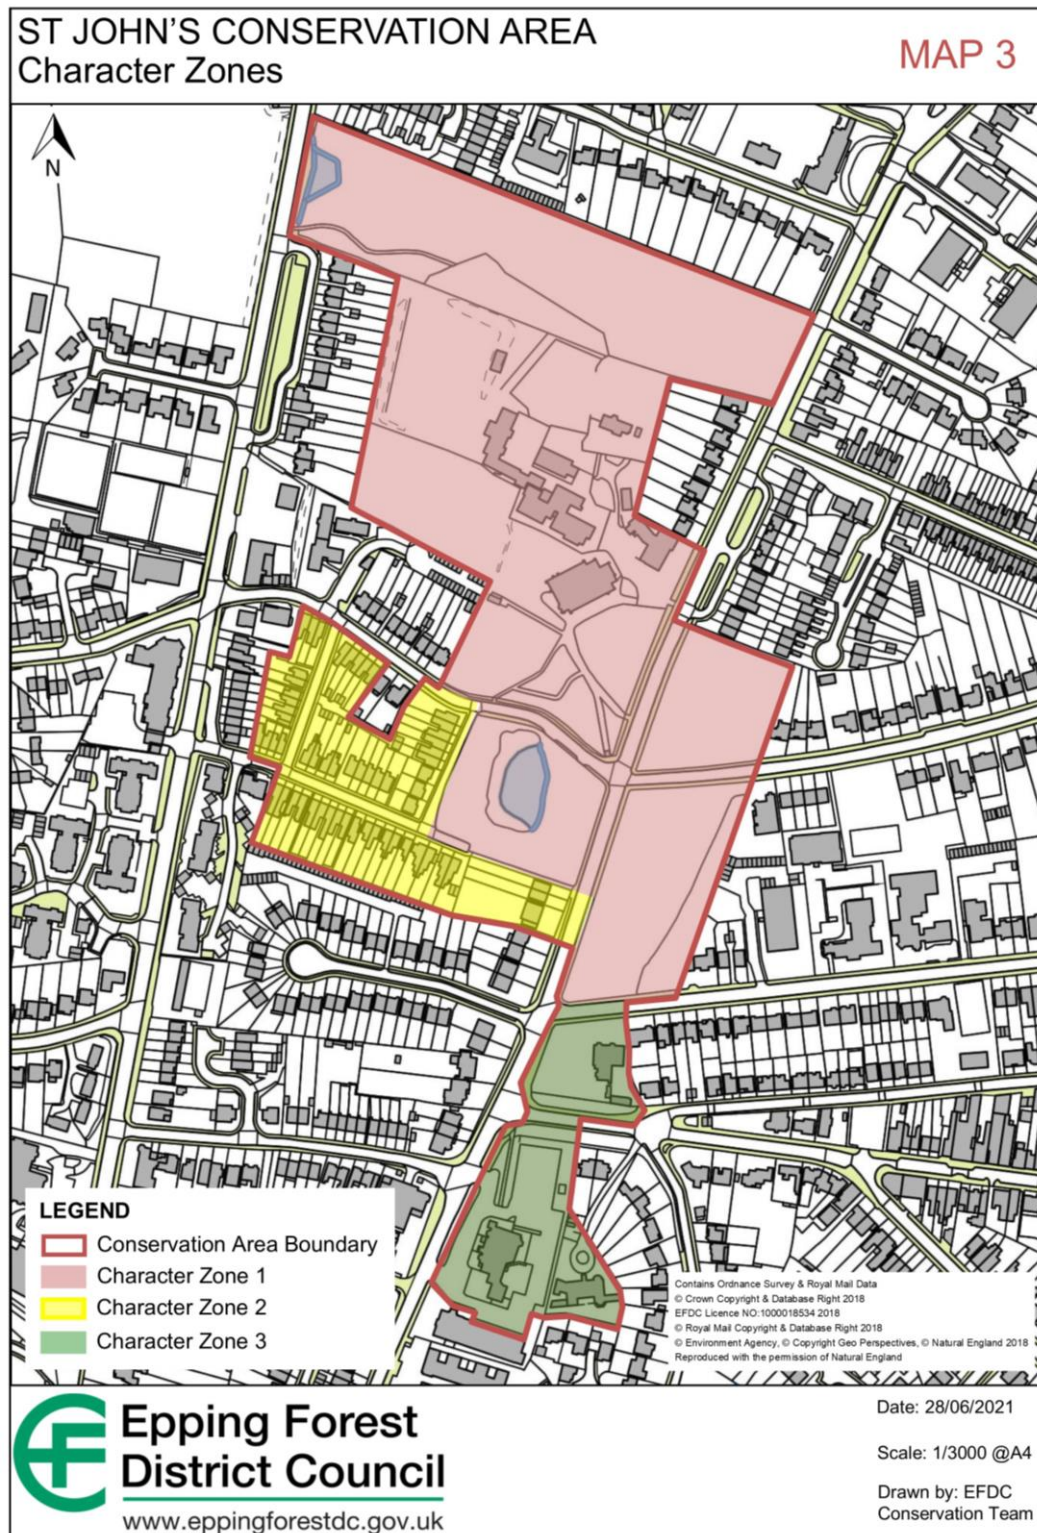 ST JOHN'S CONSERVATION AREA
Character Zones
MAP 3
N
LEGEND
Conservation Area Boundary
Character Zone 1
Character Zone 2
Character Zone 3
Contains Ordnance Survey & Royal Mail Data
© Crown Copyright & Database Right 2018
EFDC Licence NO:1000018534 2018
© Royal Mail Copyright & Database Right 2018
© Environment Agency, © Copyright Geo Perspectives, © Natural England 2018
Reproduced with the permission of Natural England
Epping Forest
District Council
www.eppingforestdc.gov.uk
Date: 28/06/2021
Scale: 1/3000 @A4
Drawn by: EFDC
Conservation Team